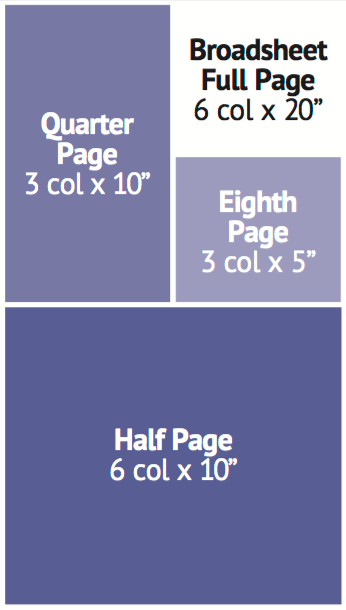 Quarter
Page
3 col x 10”
Broadsheet
Full Page
6 col x 20”
Eighth
Page
3 col x 5”
Half Page
6 col x 10”